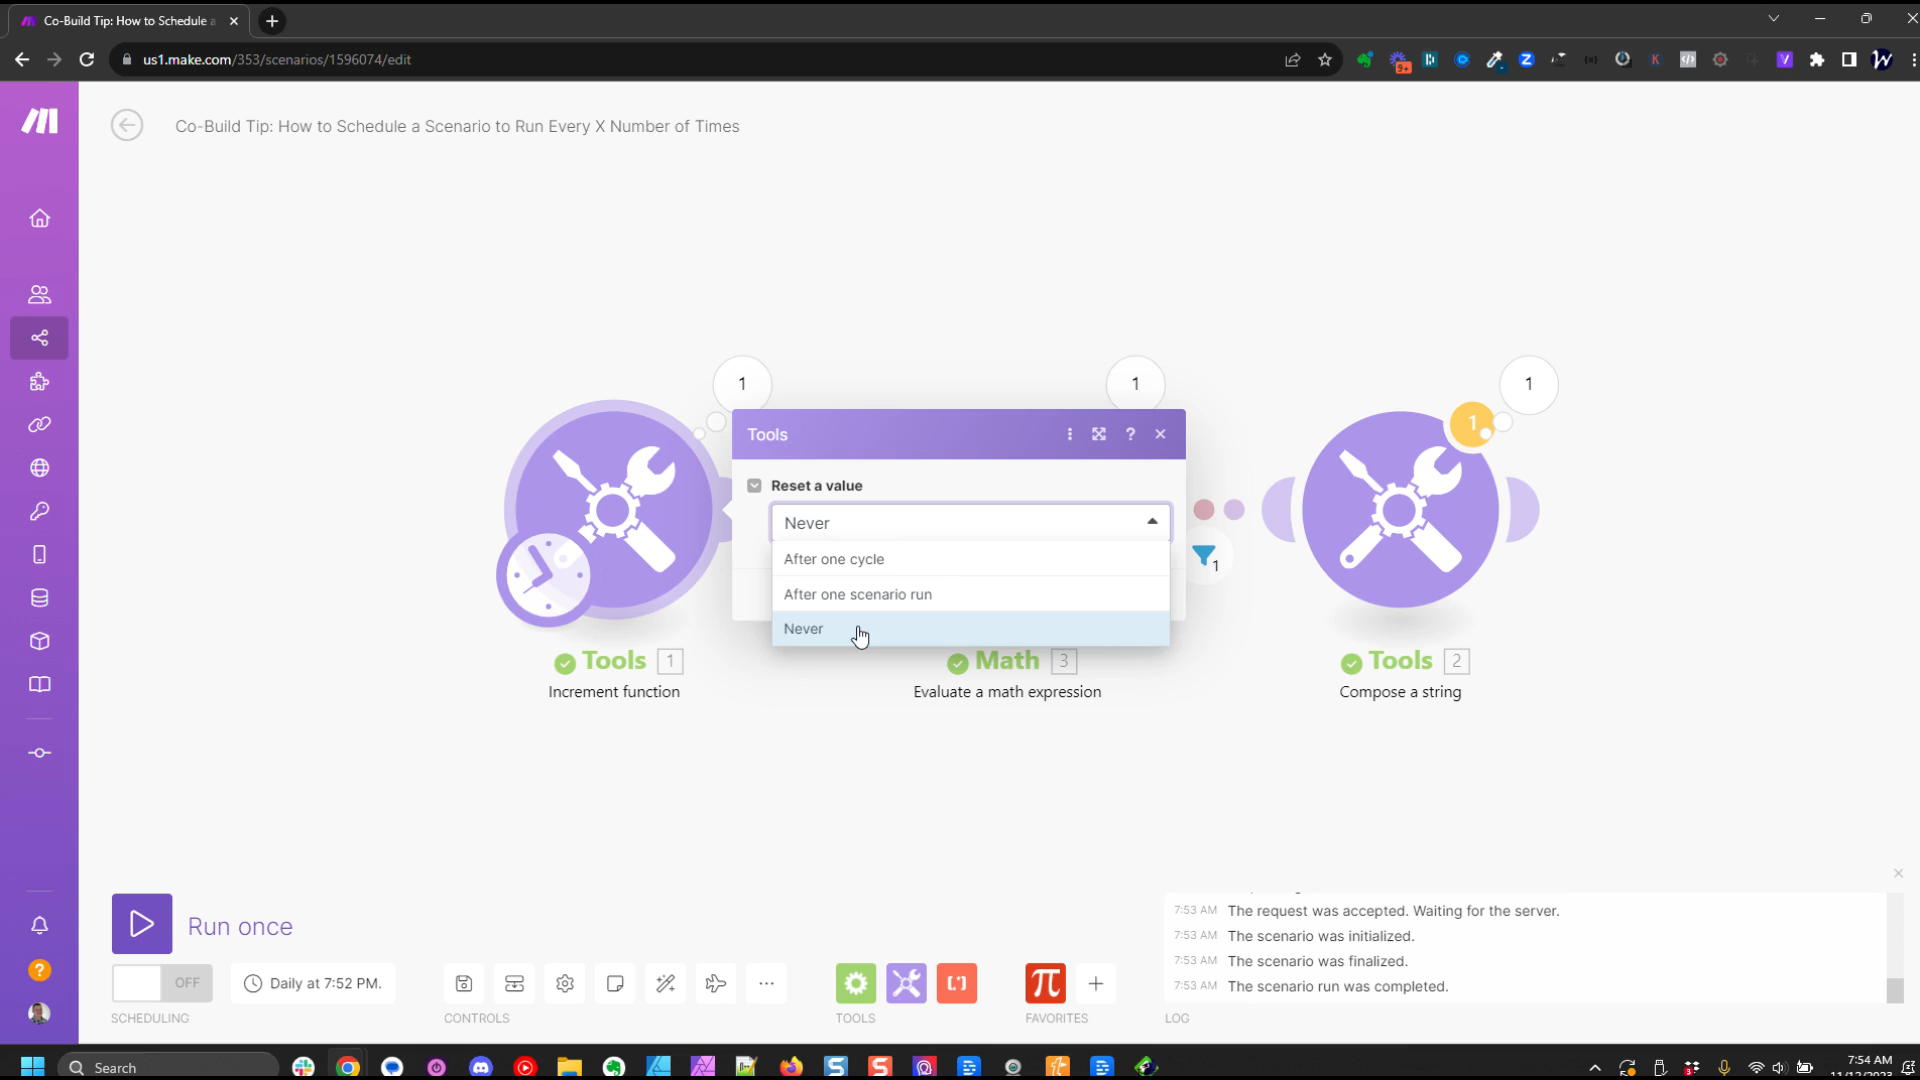 Co-Build Tip: How to Schedule a
us1.make.com/353/scenarios/1596074/edit
9+
Co-Build Tip: How to Schedule a Scenario to Run Every X Number of Times
1
1
1
1
Tools
?
Reset a value
Never
After one cycle
After one scenario run
Never
1
Tools 1
Increment function
Math 3
Evaluate a math expression
Tools 2
Compose a string
Run once
OFF
Daily at 7:52 PM.
SCHEDULING
CONTROLS
TOOLS
FAVORITES
LOG
7:53 AM The request was accepted. Waiting for the server.
7:53 AM The scenario was initialized.
7:53 AM The scenario was finalized.
7:53 AM The scenario run was completed.
?
Search
7:54 AM